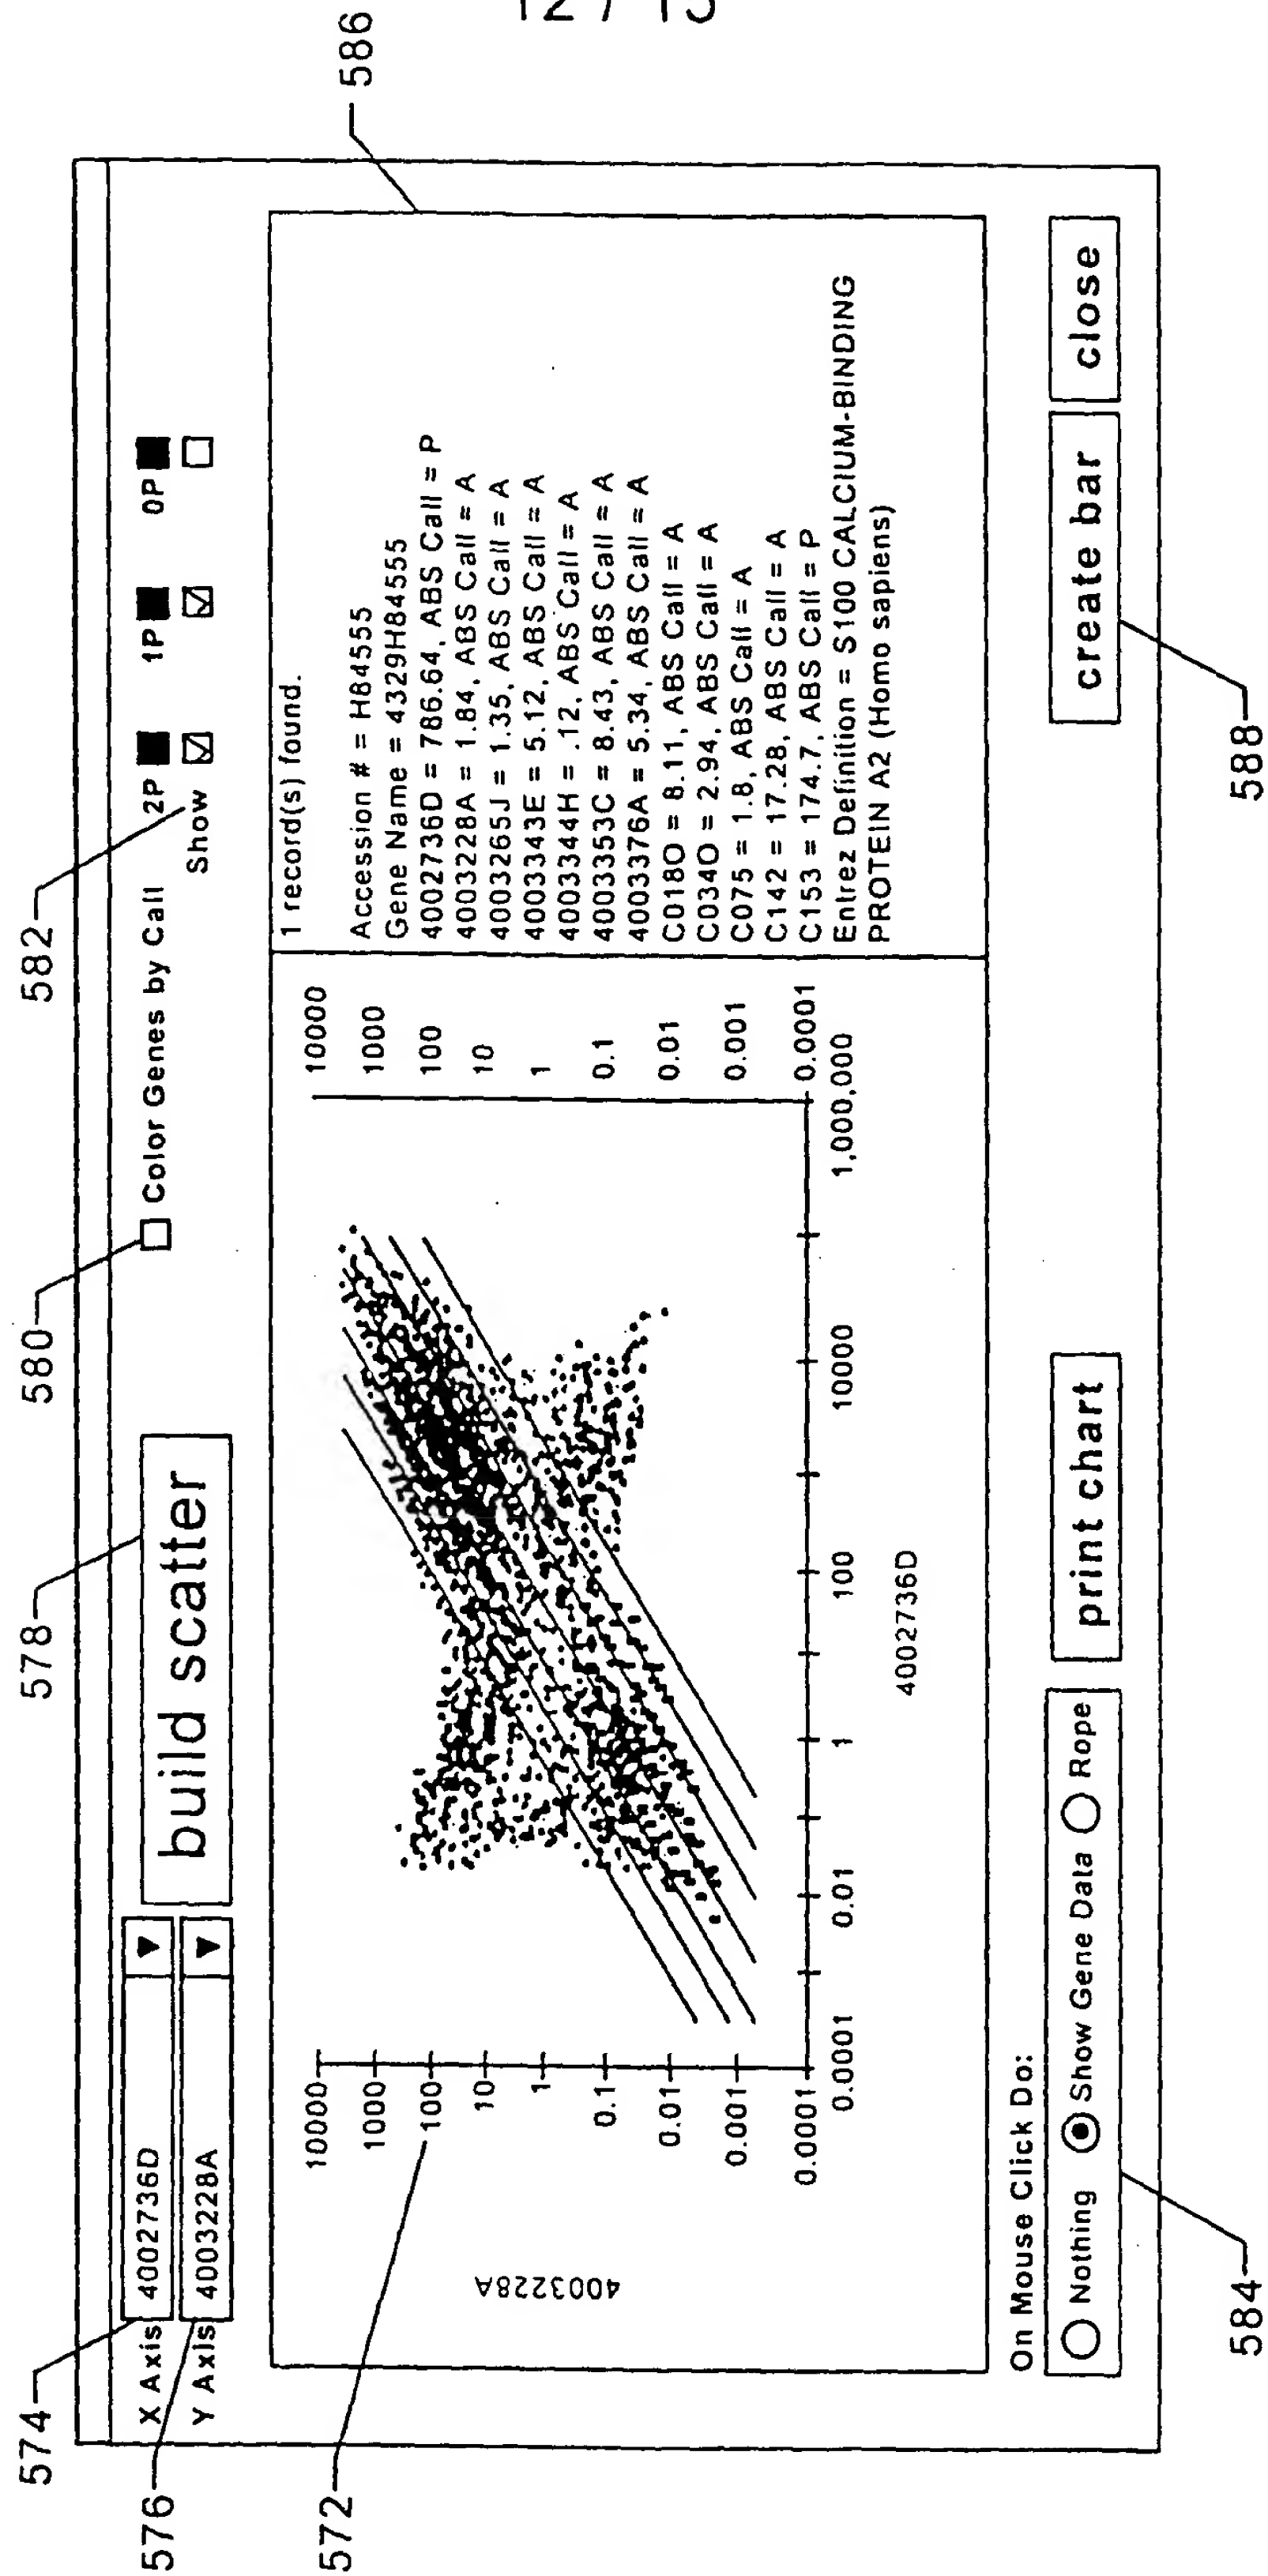 12 / 15
574
576
578
580
582
586
X Axis 4002736D
Y Axis 4003228A
build scatter
Color Genes by Call
2P 1P 0P
Show
10000
1000
100
10
1
0.1
0.01
0.001
0.0001
4003228A
572
10000
1000
100
10
1
0.1
0.01
0.001
0.0001
0.0001 0.01 1 100 10000 1,000,000
4002736D
1 record(s) found.
Accession # = H84555
Gene Name = 4329H84555
4002736D = 786.64, ABS Call = P
4003228A = 1.84, ABS Call = A
4003265J = 1.35, ABS Call = A
4003343E = 5.12, ABS Call = A
4003344H = .12, ABS Call = A
4003353C = 8.43, ABS Call = A
4003376A = 5.34, ABS Call = A
C018O = 8.11, ABS Call = A
C034O = 2.94, ABS Call = A
C075 = 1.8, ABS Call = A
C142 = 17.28, ABS Call = A
C153 = 174.7, ABS Call = P
Entrez Definition = S100 CALCIUM-BINDING
PROTEIN A2 (Homo sapiens)
On Mouse Click Do:
Nothing Show Gene Data Rope
print chart
create bar
close
584
588